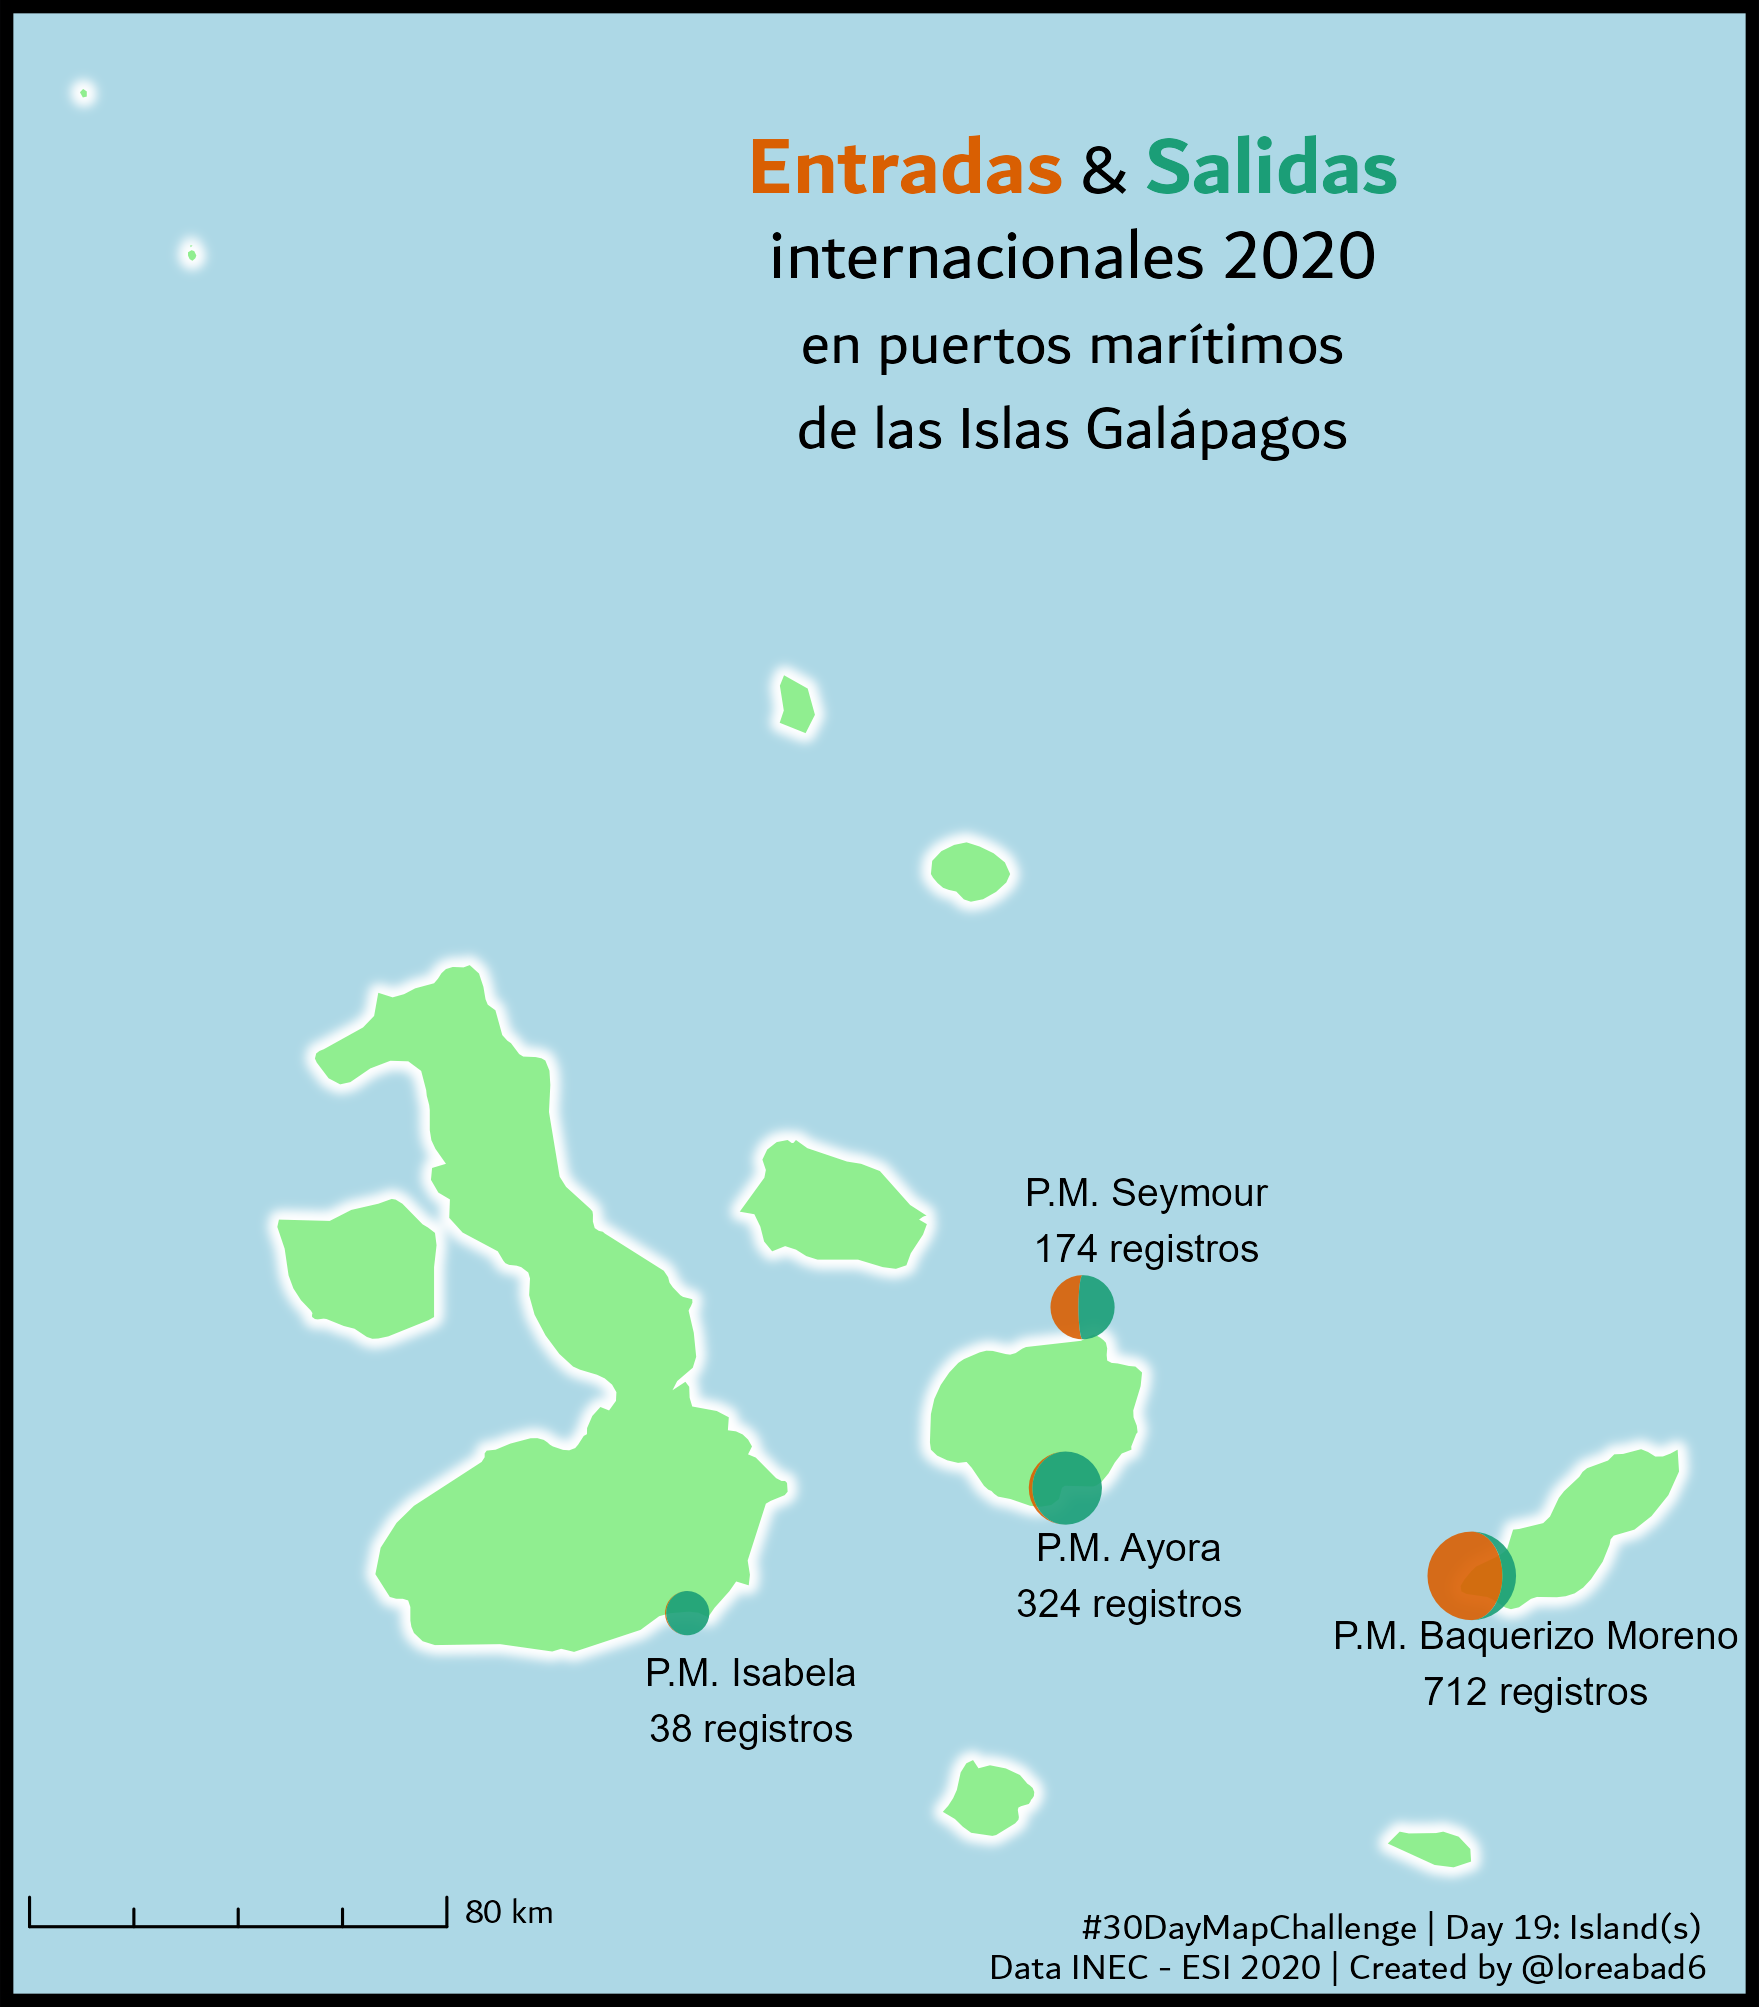 Entradas & Salidas
internacionales 2020
en puertos marítimos
de las Islas Galápagos
P.M. Seymour
174 registros
P.M. Ayora
324 registros
P.M. Baquerizo Moreno
712 registros
P.M. Isabela
38 registros
80 km
#30DayMapChallenge | Day 19: Island(s)
Data INEC - ESI 2020 | Created by @loreabad6